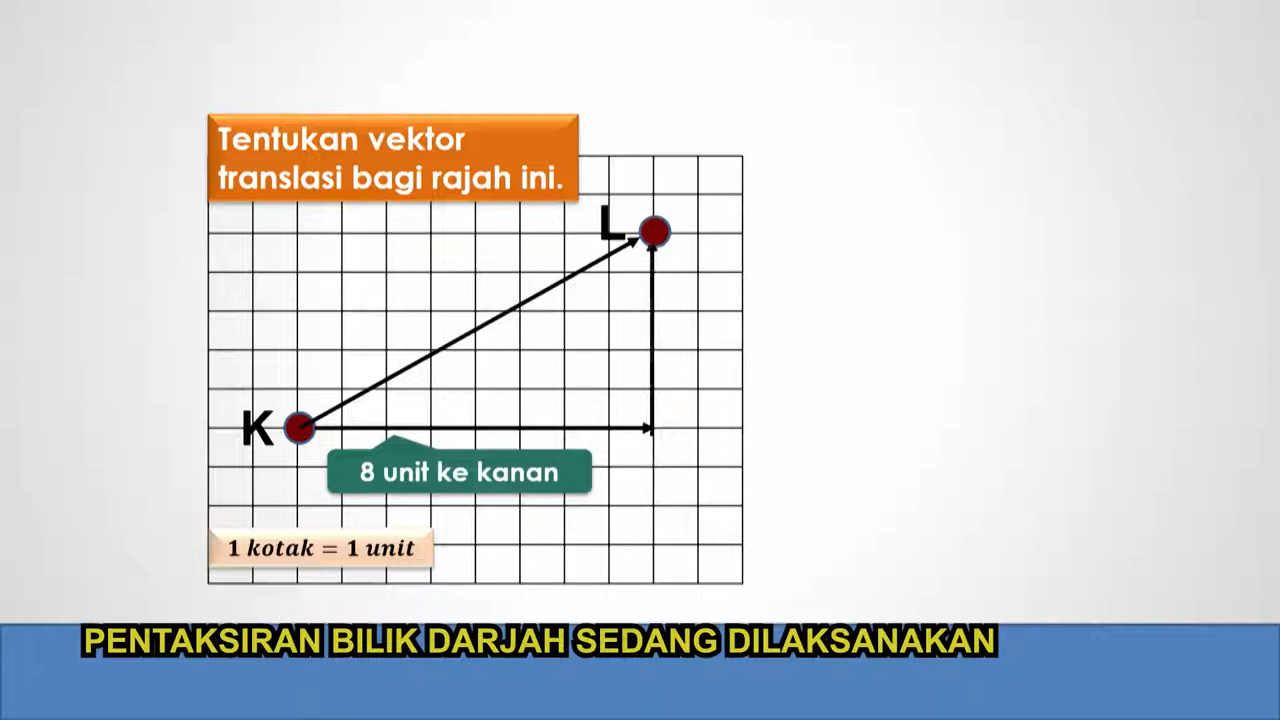 Tentukan vektor
translasi bagi rajah ini.
L
K
8 unit ke kanan
1 kotak = 1 unit
PENTAKSIRAN BILIK DARJAH SEDANG DILAKSANAKAN